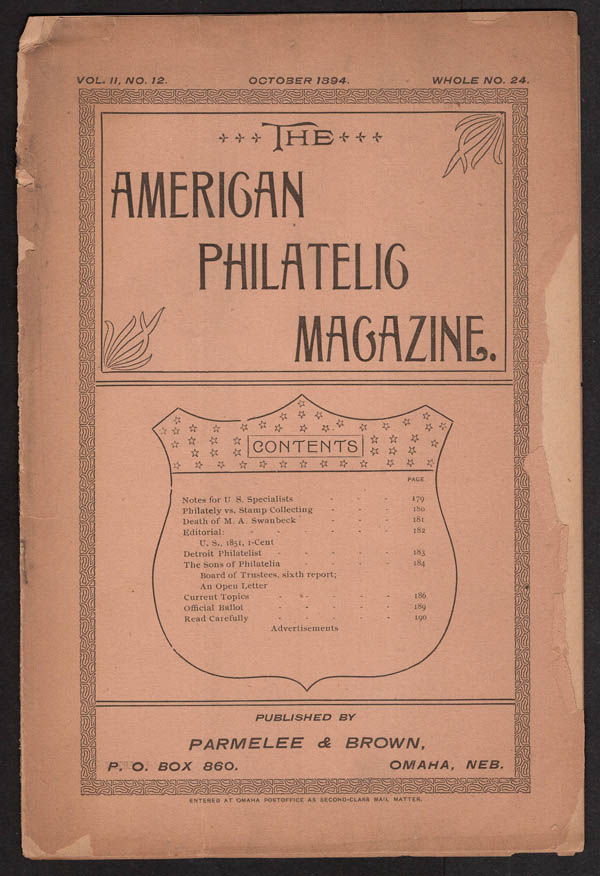 VOL. II, NO. 12. OCTOBER 1894. WHOLE NO. 24.
THE
AMERICAN
PHILATELIC
MAGAZINE.
CONTENTS
PAGE
Notes for U S. Specialists - - - 179
Philately vs. Stamp Collecting - - - 180
Death of M. A. Swanbeck - - - 181
Editorial: - - - - - 182
U. S., 1851, 1-Cent
Detroit Philatelist - - - - - 183
The Sons of Philatelia - - - - 184
Board of Trustees, sixth report;
An Open Letter
Current Topics - - - - - 186
Official Ballot - - - - - 189
Read Carefully - - - - - 190
Advertisements
PUBLISHED BY
PARMELEE & BROWN,
P. O. BOX 860. OMAHA, NEB.
ENTERED AT OMAHA POSTOFFICE AS SECOND-CLASS MAIL MATTER.